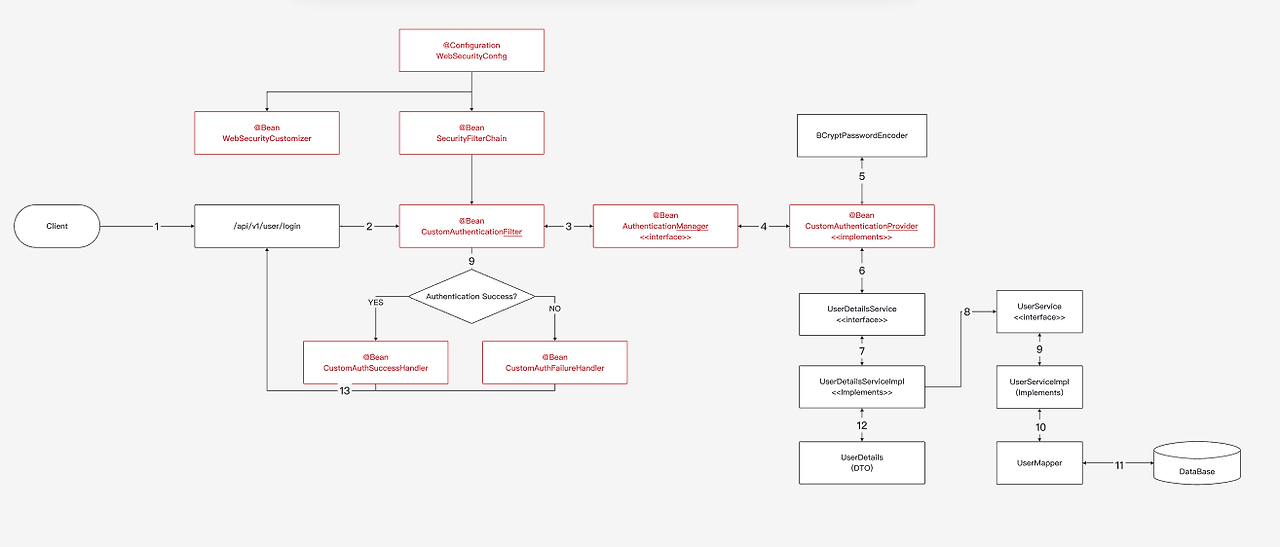 @Configuration
WebSecurityConfig
@Bean
WebSecurityCustomizer
@Bean
SecurityFilterChain
BCryptPasswordEncoder
5
Client
1
/api/v1/user/login
2
@Bean
CustomAuthenticationFilter
3
@Bean
AuthenticationManager
<<interface>>
4
@Bean
CustomAuthenticationProvider
<<implements>>
9
6
Authentication Success?
YES
NO
UserDetailsService
<<interface>>
8
UserService
<<interface>>
7
9
@Bean
CustomAuthSuccessHandler
@Bean
CustomAuthFailureHandler
13
UserDetailsServiceImpl
<<Implements>>
UserServiceImpl
(Implements)
12
10
UserDetails
(DTO)
UserMapper
11
DataBase